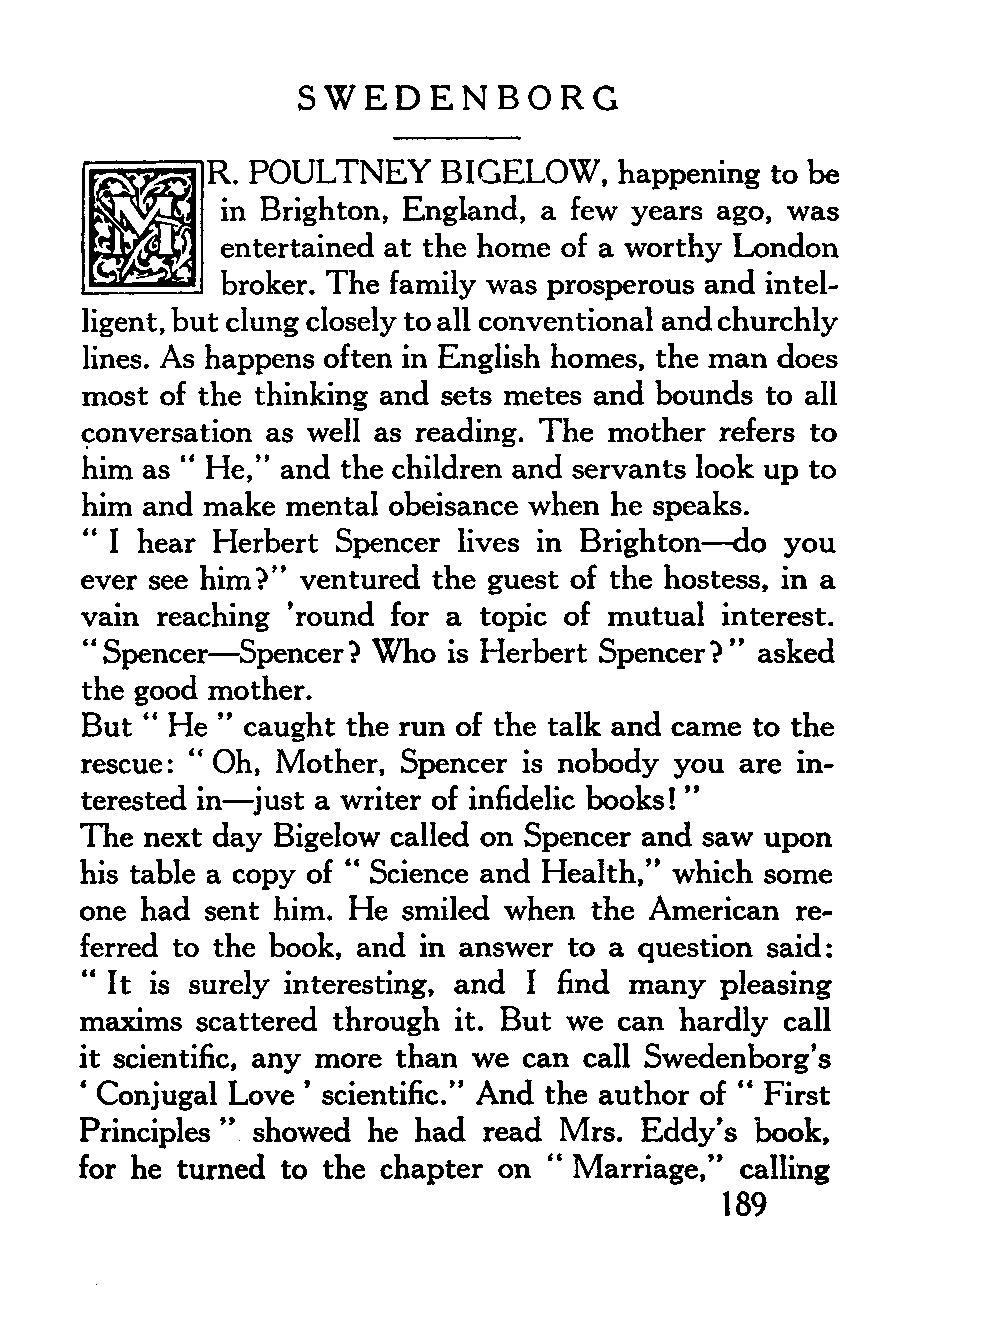 SWEDENBORG
MR. POULTNEY BIGELOW, happening to be
in Brighton, England, a few years ago, was
entertained at the home of a worthy London
broker. The family was prosperous and intel-
ligent, but clung closely to all conventional and churchly
lines. As happens often in English homes, the man does
most of the thinking and sets metes and bounds to all
conversation as well as reading. The mother refers to
him as “ He,” and the children and servants look up to
him and make mental obeisance when he speaks.
“ I hear Herbert Spencer lives in Brighton—do you
ever see him?” ventured the guest of the hostess, in a
vain reaching ’round for a topic of mutual interest.
“Spencer—Spencer? Who is Herbert Spencer?” asked
the good mother.
But “ He ” caught the run of the talk and came to the
rescue: “ Oh, Mother, Spencer is nobody you are in-
terested in—just a writer of infidelic books! ”
The next day Bigelow called on Spencer and saw upon
his table a copy of “ Science and Health,” which some
one had sent him. He smiled when the American re-
ferred to the book, and in answer to a question said:
“ It is surely interesting, and I find many pleasing
maxims scattered through it. But we can hardly call
it scientific, any more than we can call Swedenborg’s
‘ Conjugal Love ’ scientific.” And the author of “ First
Principles ” showed he had read Mrs. Eddy’s book,
for he turned to the chapter on “ Marriage,” calling
189